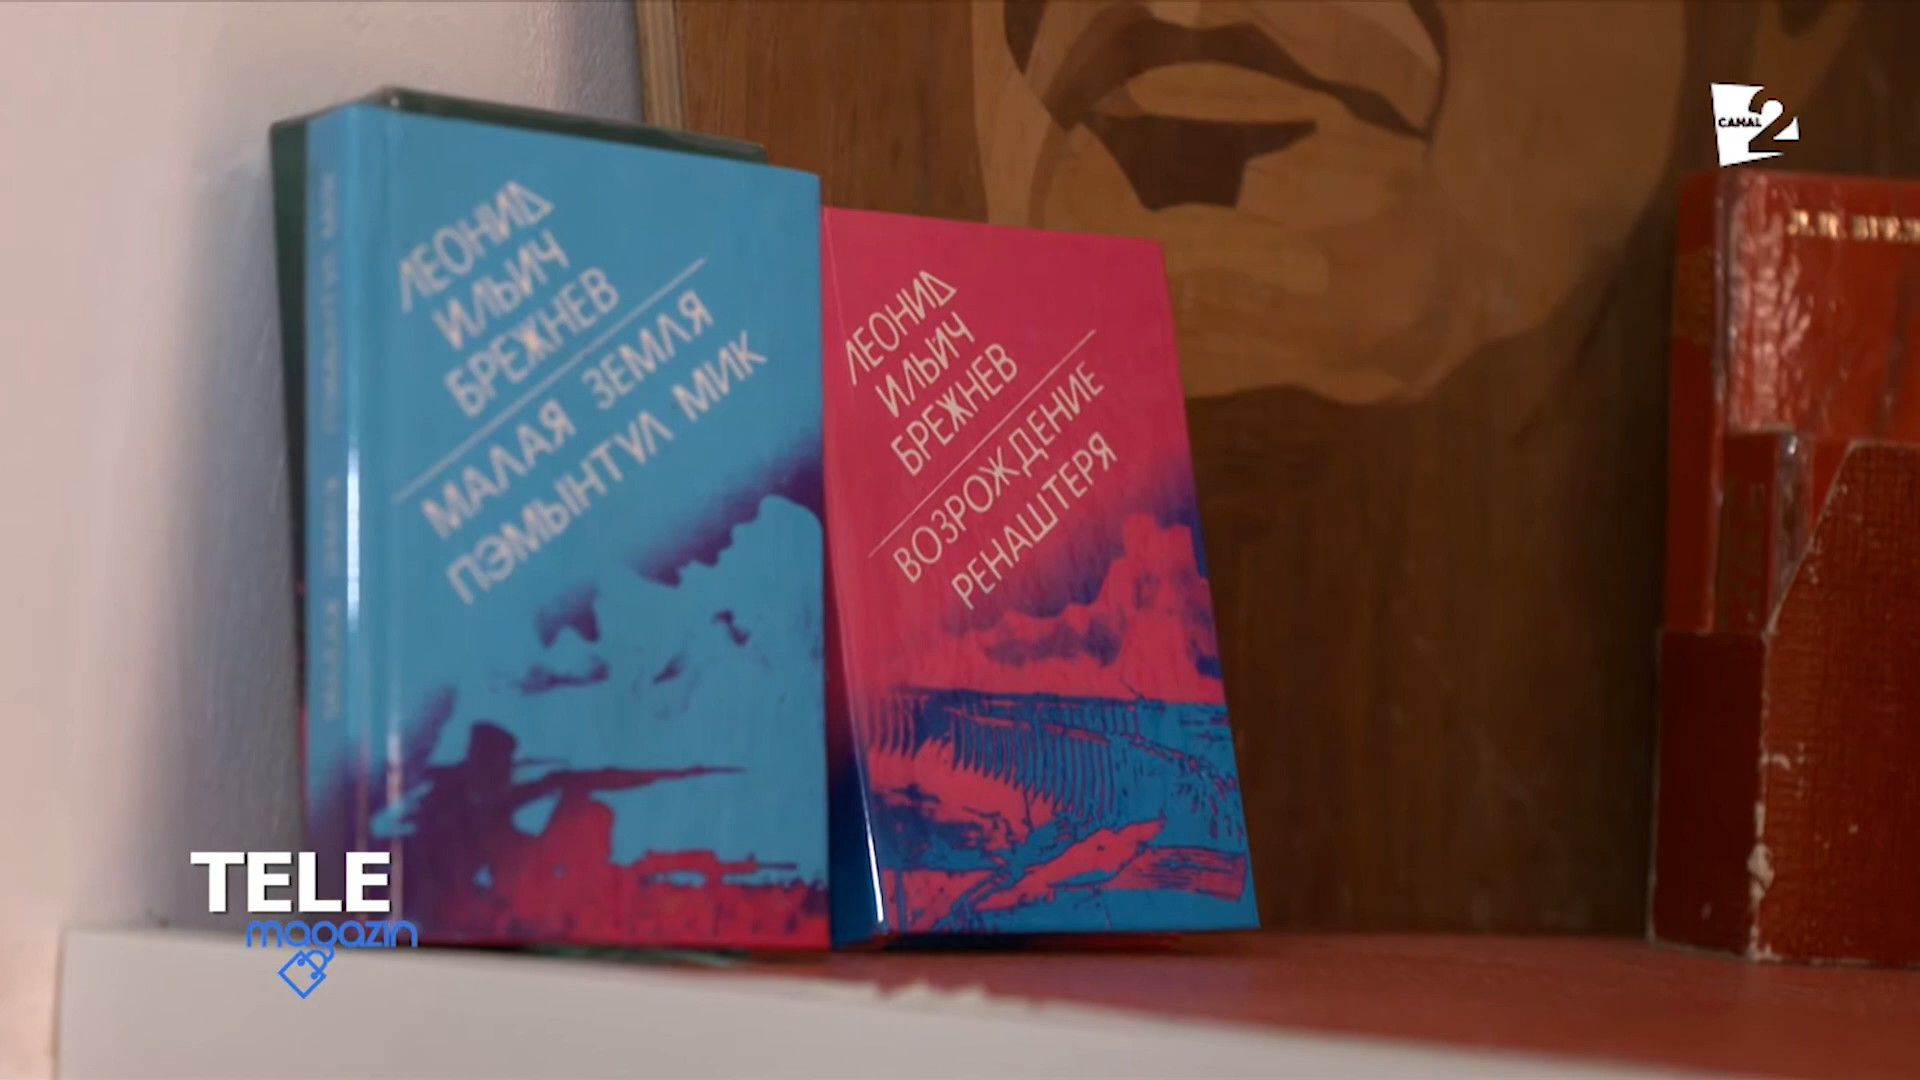 ЛЕОНИД
ИЛЬИЧ
БРЕЖНЕВ
МАЛАЯ ЗЕМЛЯ
ПЭМЫНТУЛ МИК
ЛЕОНИД
ИЛЬИЧ
БРЕЖНЕВ
ВОЗРОЖДЕНИЕ
РЕНАШТЕРЯ
CANAL 2
TELE
magazin